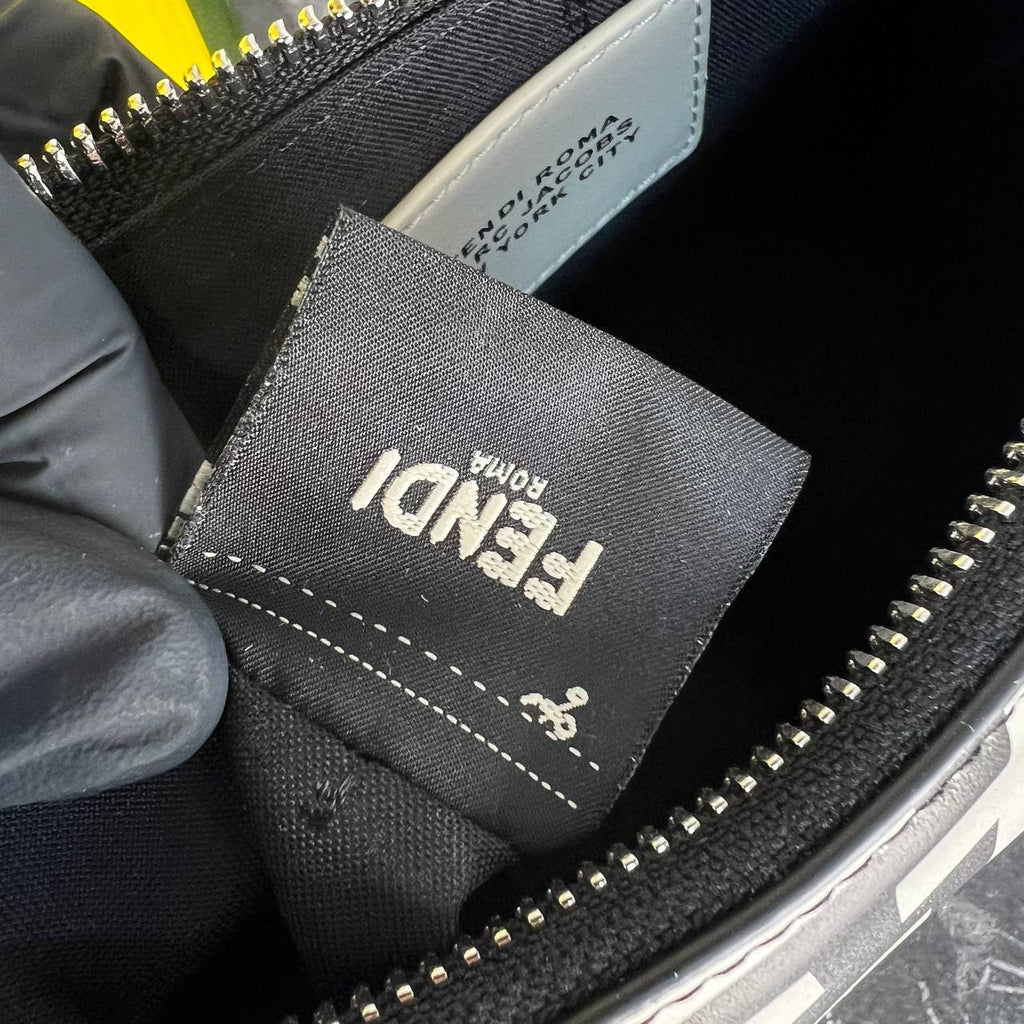 ENDI ROMA
RC JACOBS
YORK CITY
FENDI
ROMA